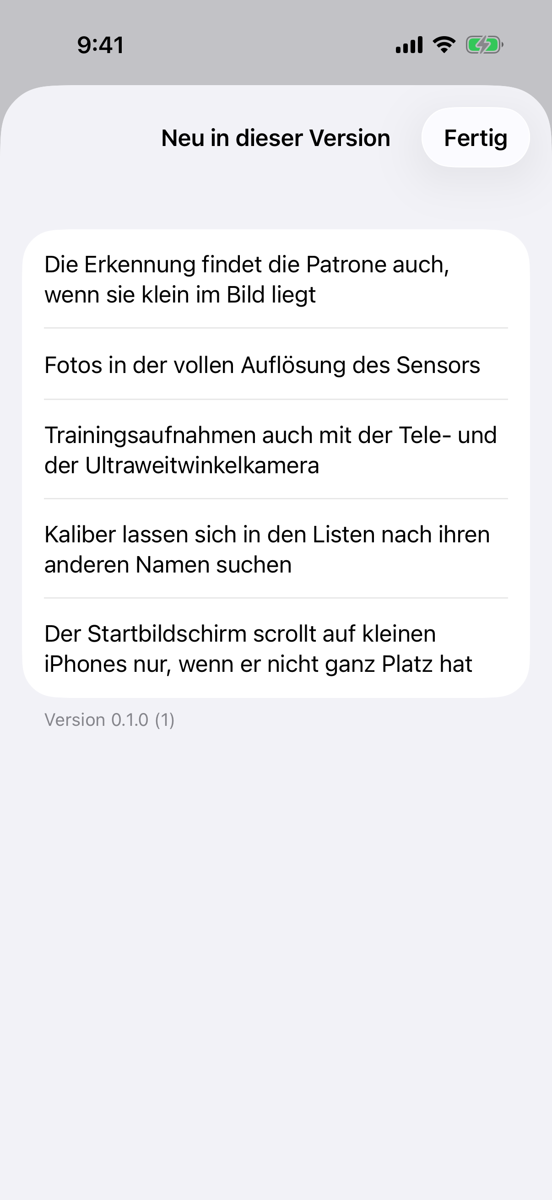 9:41
Neu in dieser Version
Fertig
Die Erkennung findet die Patrone auch,
wenn sie klein im Bild liegt
Fotos in der vollen Auflösung des Sensors
Trainingsaufnahmen auch mit der Tele- und
der Ultraweitwinkelkamera
Kaliber lassen sich in den Listen nach ihren
anderen Namen suchen
Der Startbildschirm scrollt auf kleinen
iPhones nur, wenn er nicht ganz Platz hat
Version 0.1.0 (1)